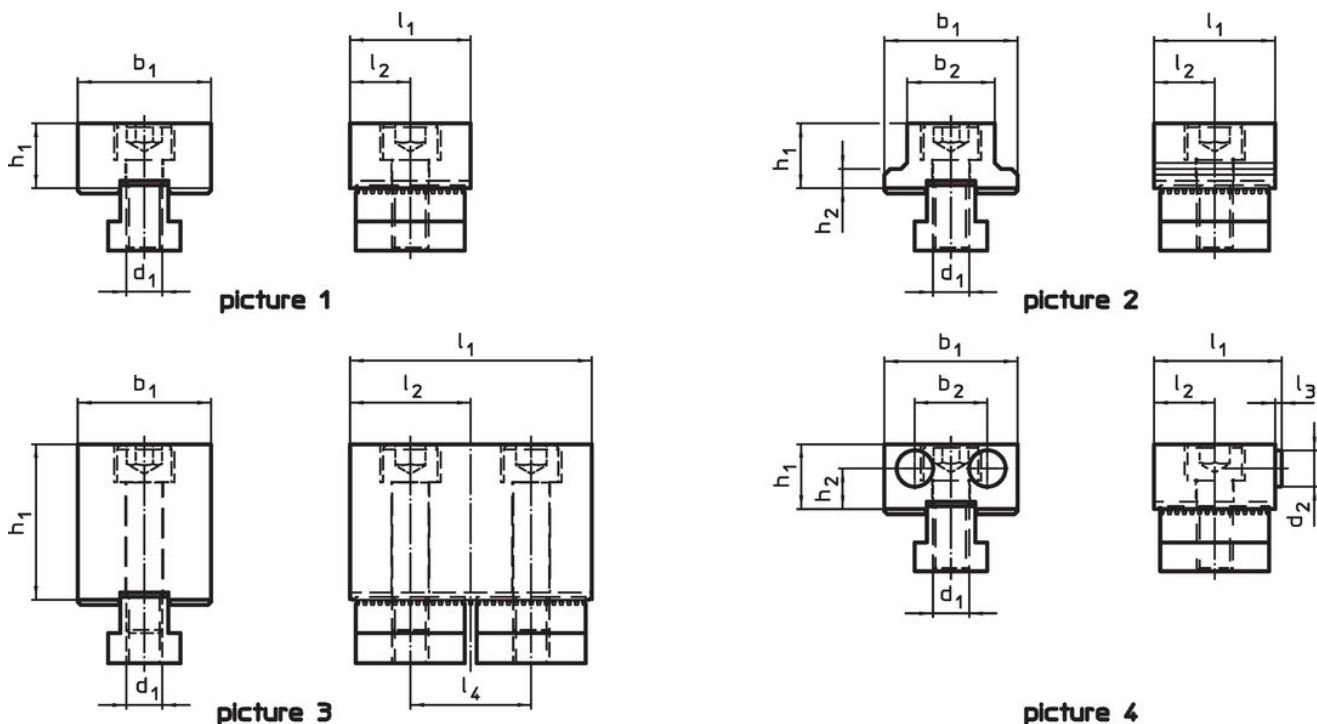 b₁
l₁
l₂
h₁
d₁
picture 1
b₁
b₂
l₁
l₂
h₁
h₂
d₁
picture 2
b₁
l₁
l₂
h₁
d₁
l₄
picture 3
b₁
b₂
l₁
l₂
l₃
h₁
h₂
d₂
d₁
picture 4